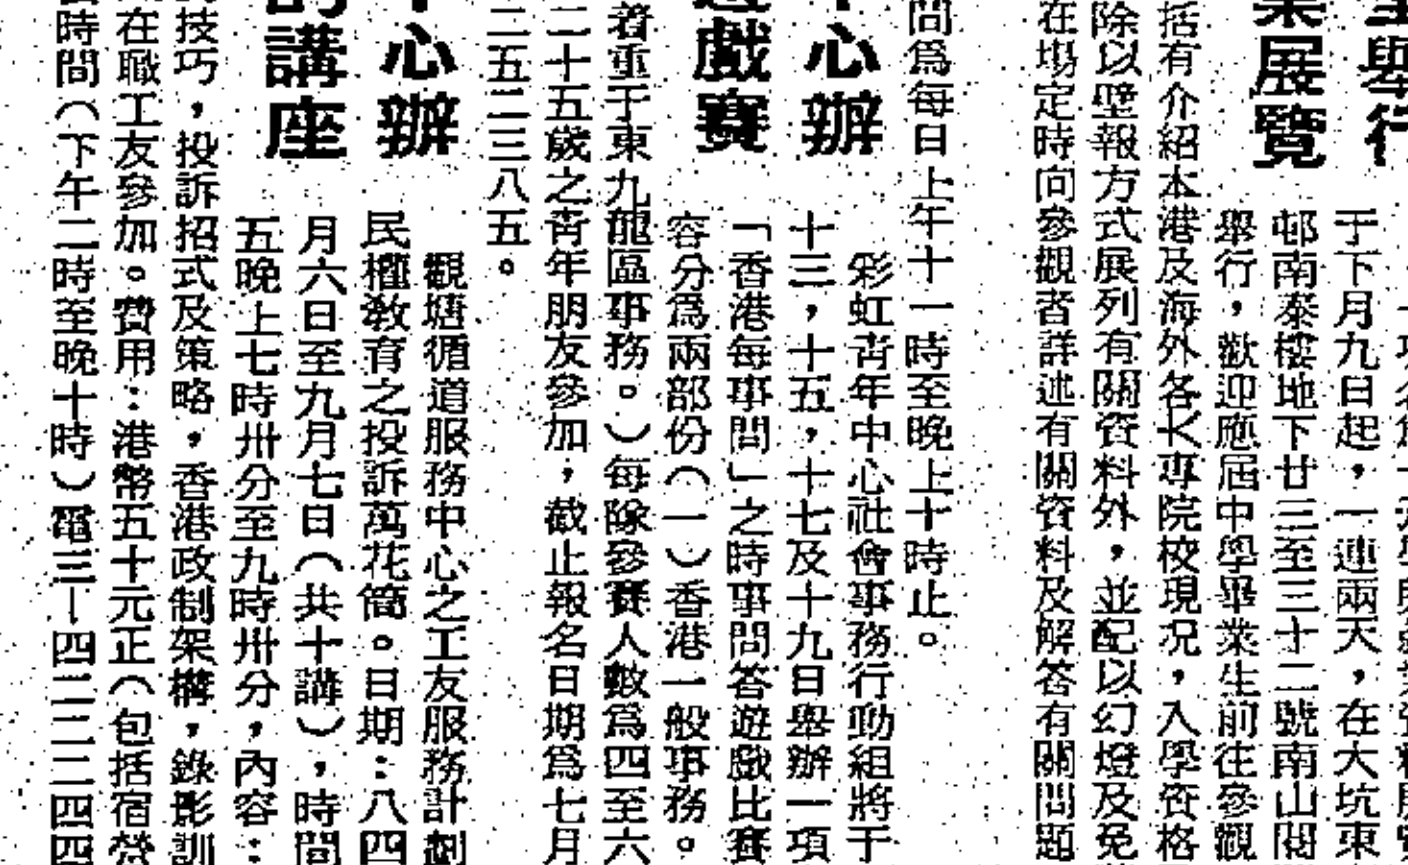 舉行
業展覽
于下月九日起，一連兩天，在大坑東
邨南泰樓地下廿三至三十二號南山閱
舉行，歡迎應屆中學畢業生前往參觀
括有介紹本港及海外各大專院校現況，入學資格
除以壁報方式展列有關資料外，並配以幻燈及免
在場定時向參觀者詳述有關資料及解答有關問題
間為每日上午十一時至晚上十時止。
中心辦
遊戲賽
彩虹青年中心社會事務行動組將于
十三，十五，十七及十九日舉辦一項
「香港每事問」之時事問答遊戲比賽
容分爲兩部份（一）香港一般事務。
着重于東九龍區事務。）每隊參賽人數爲四至六
二十五歲之青年朋友參加，截止報名日期爲七月
二五二三八五。
中心辦
的講座
觀塘循道服務中心之工友服務計劃
民權教育之投訴萬花筒。日期：八四
月六日至九月七日（共十講），時間
五晚上七時卅分至九時卅分，內容：
技巧，投訴招式及策略，香港政制架構，錄影訓
在職工友參加。費用：港幣五十元正（包括宿營
時間（下午二時至晚十時）電三－四二二二四四